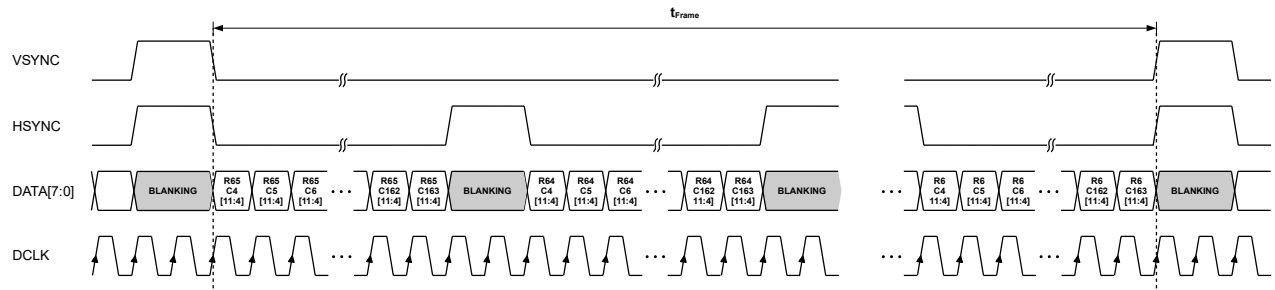 tFrame
VSYNC
HSYNC
DATA[7:0]
BLANKING
R65
C4
[11:4]
R65
C5
[11:4]
R65
C6
[11:4]
...
R65
C162
[11:4]
R65
C163
[11:4]
BLANKING
R64
C4
[11:4]
R64
C5
[11:4]
R64
C6
[11:4]
...
R64
C162
11:4]
R64
C163
[11:4]
BLANKING
...
R6
C4
11:4]
R6
C5
[11:4]
R6
C6
[11:4]
...
R6
C162
[11:4]
R6
C163
[11:4]
BLANKING
DCLK
...
...
...
...